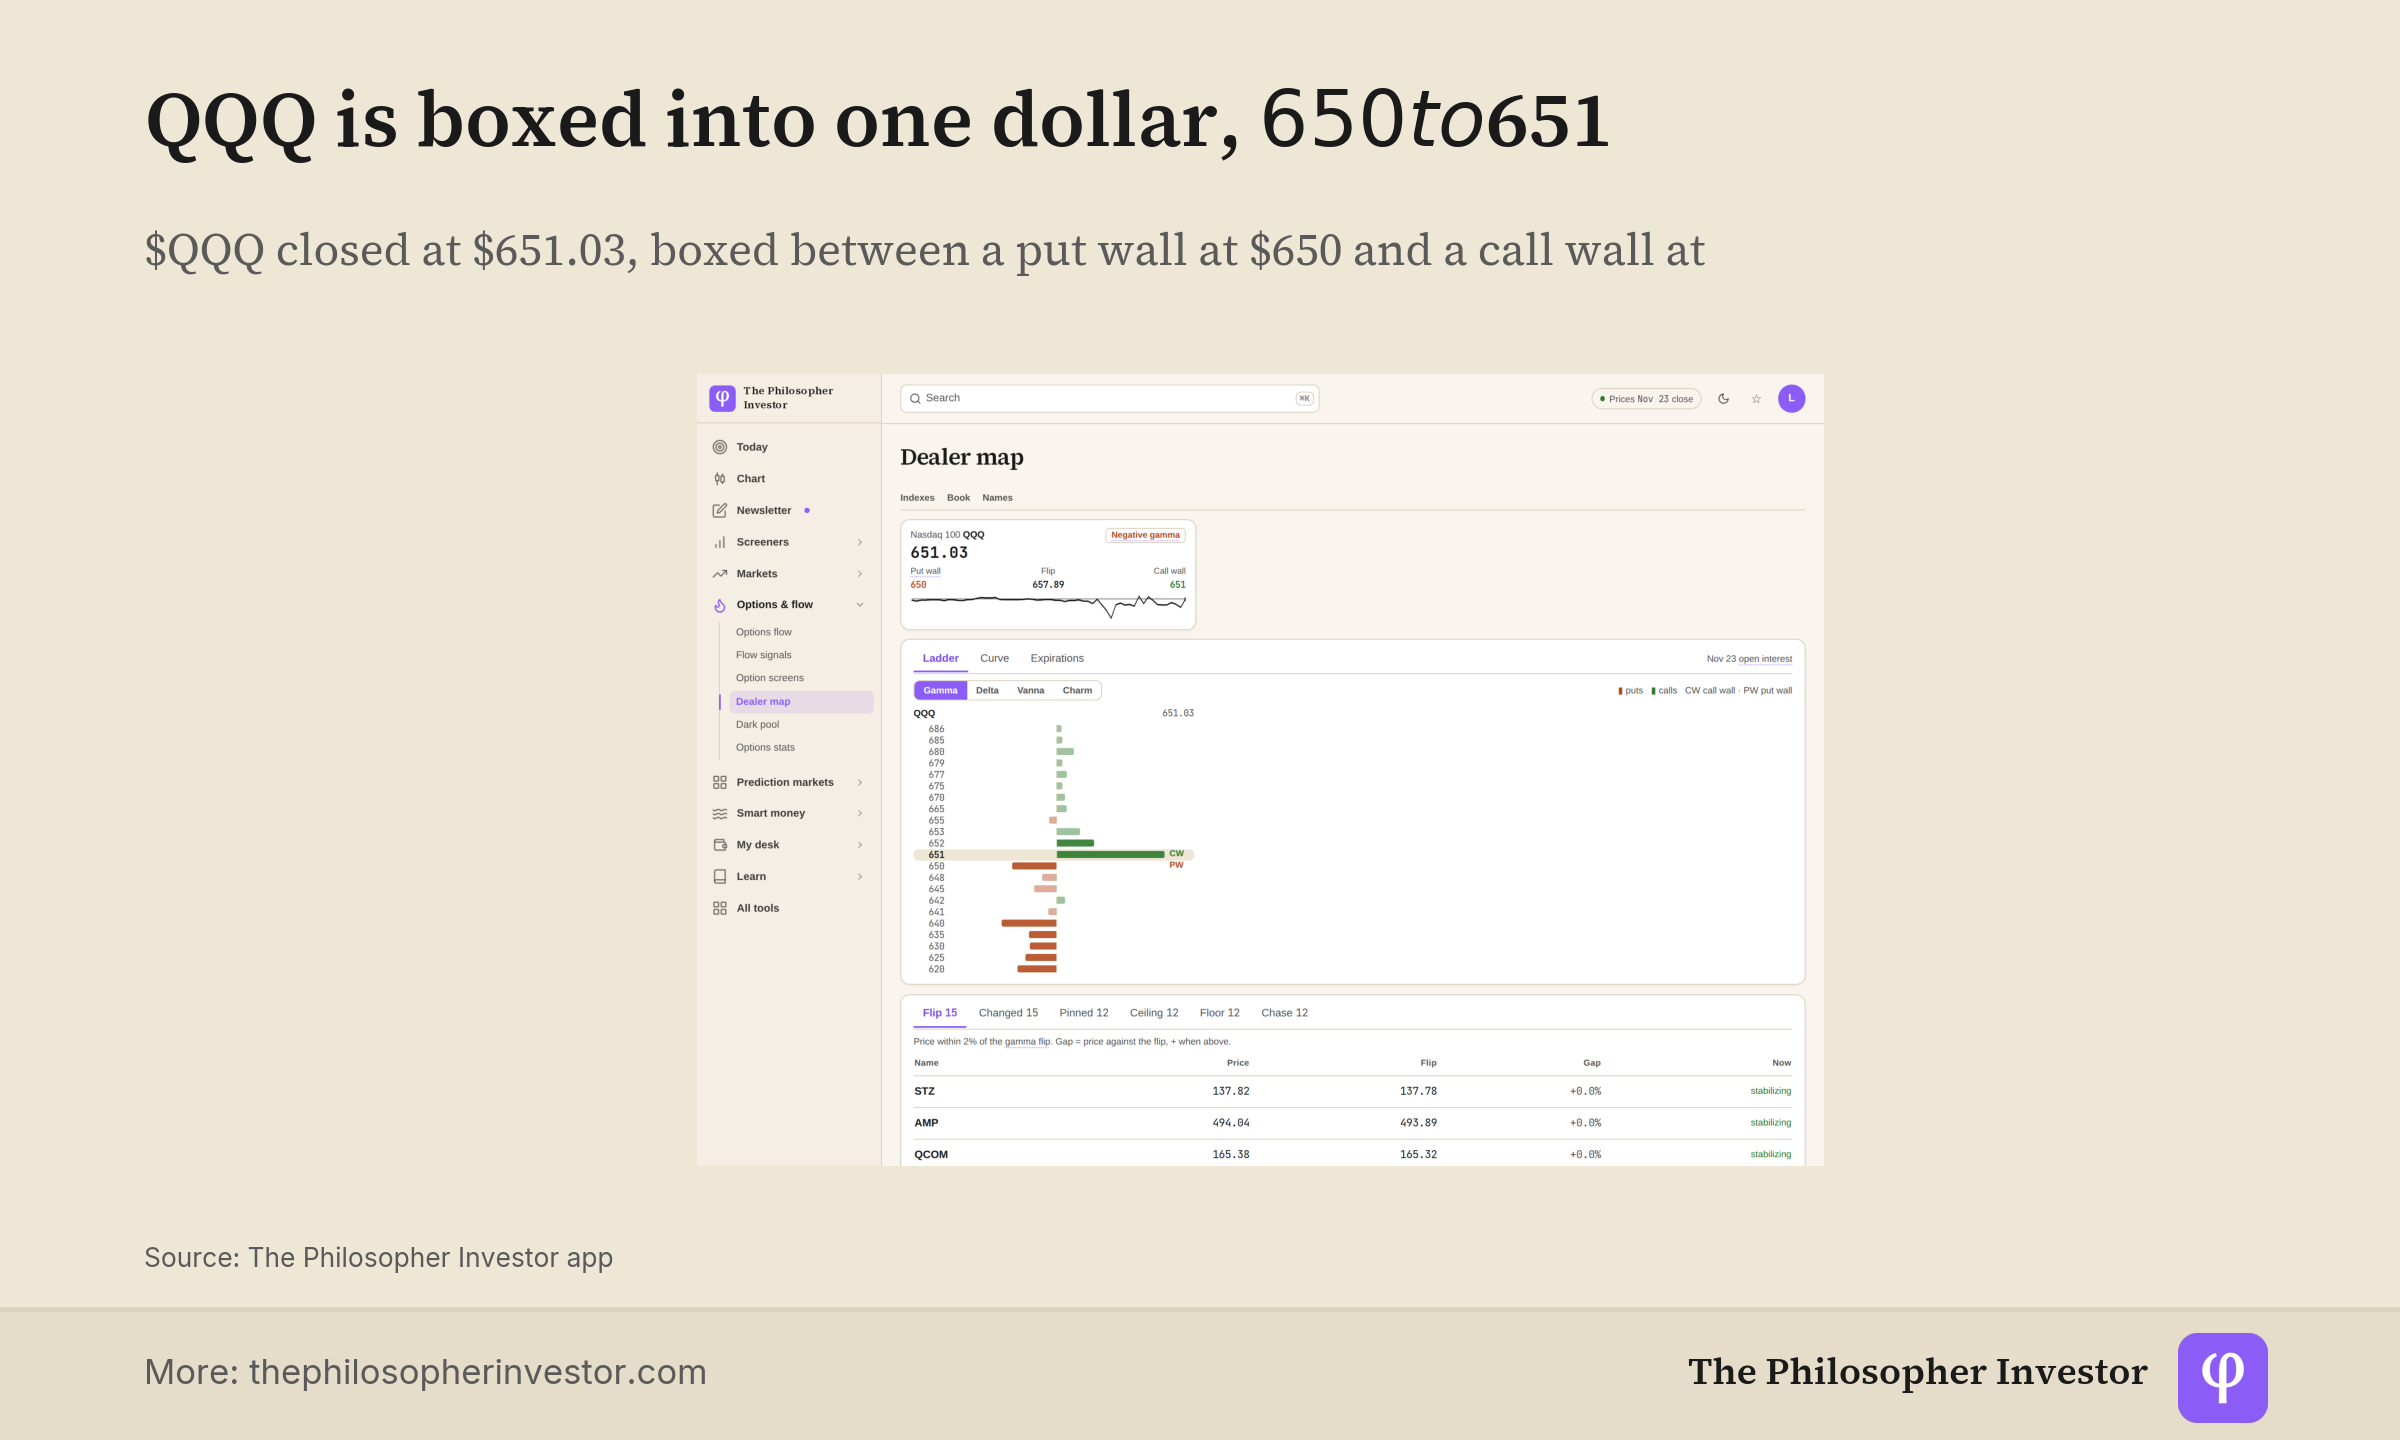 QQQ is boxed into one dollar, 650to651
$QQQ closed at $651.03, boxed between a put wall at $650 and a call wall at
φ The Philosopher
Investor
Search
⌘K
Prices Nov 23 close
L
Today
Chart
Newsletter
Screeners
Markets
Options & flow
Options flow
Flow signals
Option screens
Dealer map
Dark pool
Options stats
Prediction markets
Smart money
My desk
Learn
All tools
Dealer map
Indexes Book Names
Nasdaq 100 QQQ Negative gamma
651.03
Put wall Flip Call wall
650 657.89 651
Ladder Curve Expirations Nov 23 open interest
Gamma Delta Vanna Charm puts calls CW call wall · PW put wall
QQQ 651.03
686
685
680
679
677
675
670
665
655
653
652
651 CW
650 PW
648
645
642
641
640
635
630
625
620
Flip 15 Changed 15 Pinned 12 Ceiling 12 Floor 12 Chase 12
Price within 2% of the gamma flip. Gap = price against the flip, + when above.
Name Price Flip Gap Now
STZ 137.82 137.78 +0.0% stabilizing
AMP 494.04 493.89 +0.0% stabilizing
QCOM 165.38 165.32 +0.0% stabilizing
Source: The Philosopher Investor app
More: thephilosopherinvestor.com
The Philosopher Investor φ